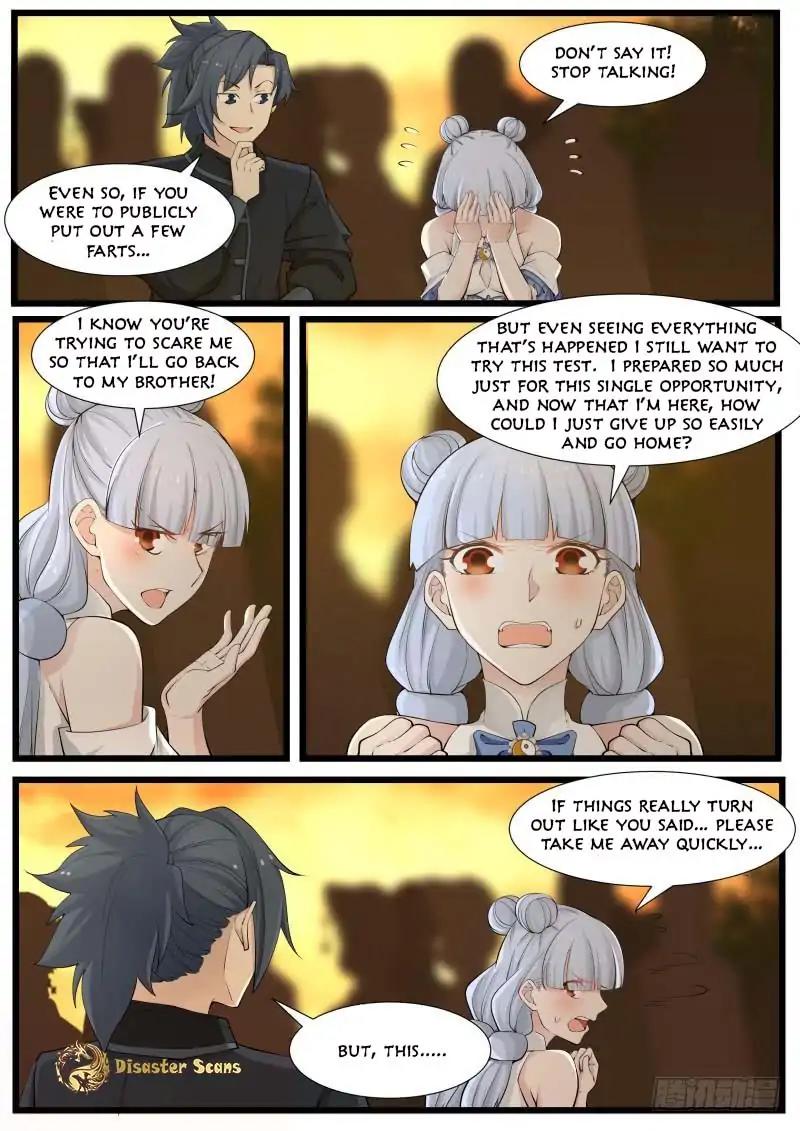 DON'T SAY IT!
STOP TALKING!
EVEN SO, IF YOU
WERE TO PUBLICLY
PUT OUT A FEW
FARTS...
I KNOW YOU'RE
TRYING TO SCARE ME
SO THAT I'LL GO BACK
TO MY BROTHER!
BUT EVEN SEEING EVERYTHING
THAT'S HAPPENED I STILL WANT TO
TRY THIS TEST. I PREPARED SO MUCH
JUST FOR THIS SINGLE OPPORTUNITY,
AND NOW THAT I'M HERE, HOW
COULD I JUST GIVE UP SO EASILY
AND GO HOME?
IF THINGS REALLY TURN
OUT LIKE YOU SAID... PLEASE
TAKE ME AWAY QUICKLY...
BUT, THIS.....
Disaster Scans
腾讯动漫